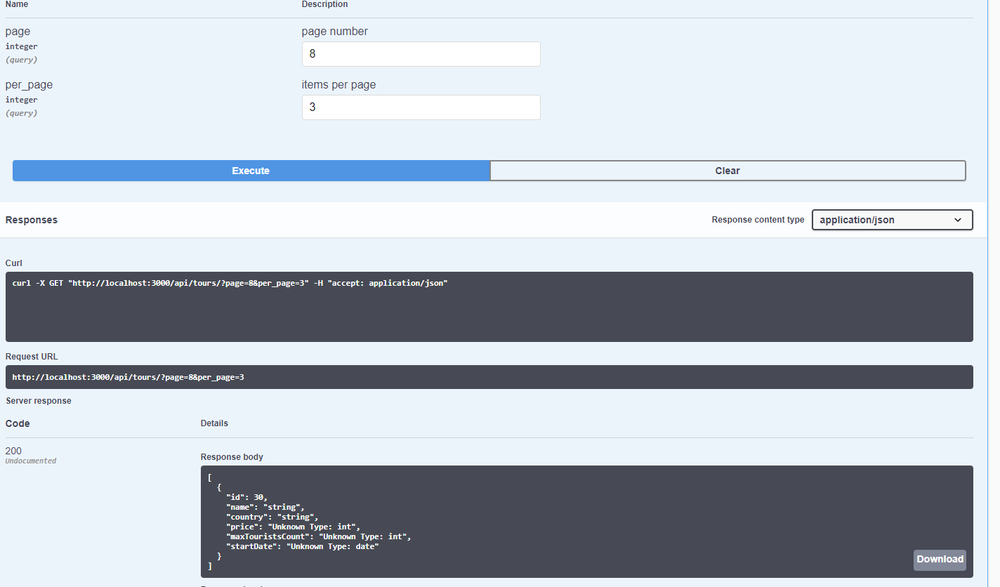 Name Description
page page number
integer 8
(query)
per_page items per page
integer 3
(query)
Execute Clear
Responses Response content type application/json
Curl
curl -X GET "http://localhost:3000/api/tours/?page=8&per_page=3" -H "accept: application/json"
Request URL
http://localhost:3000/api/tours/?page=8&per_page=3
Server response
Code Details
200
Undocumented
Response body
[
  {
    "id": 30,
    "name": "string",
    "country": "string",
    "price": "Unknown Type: int",
    "maxTouristsCount": "Unknown Type: int",
    "startDate": "Unknown Type: date"
  }
]
Download